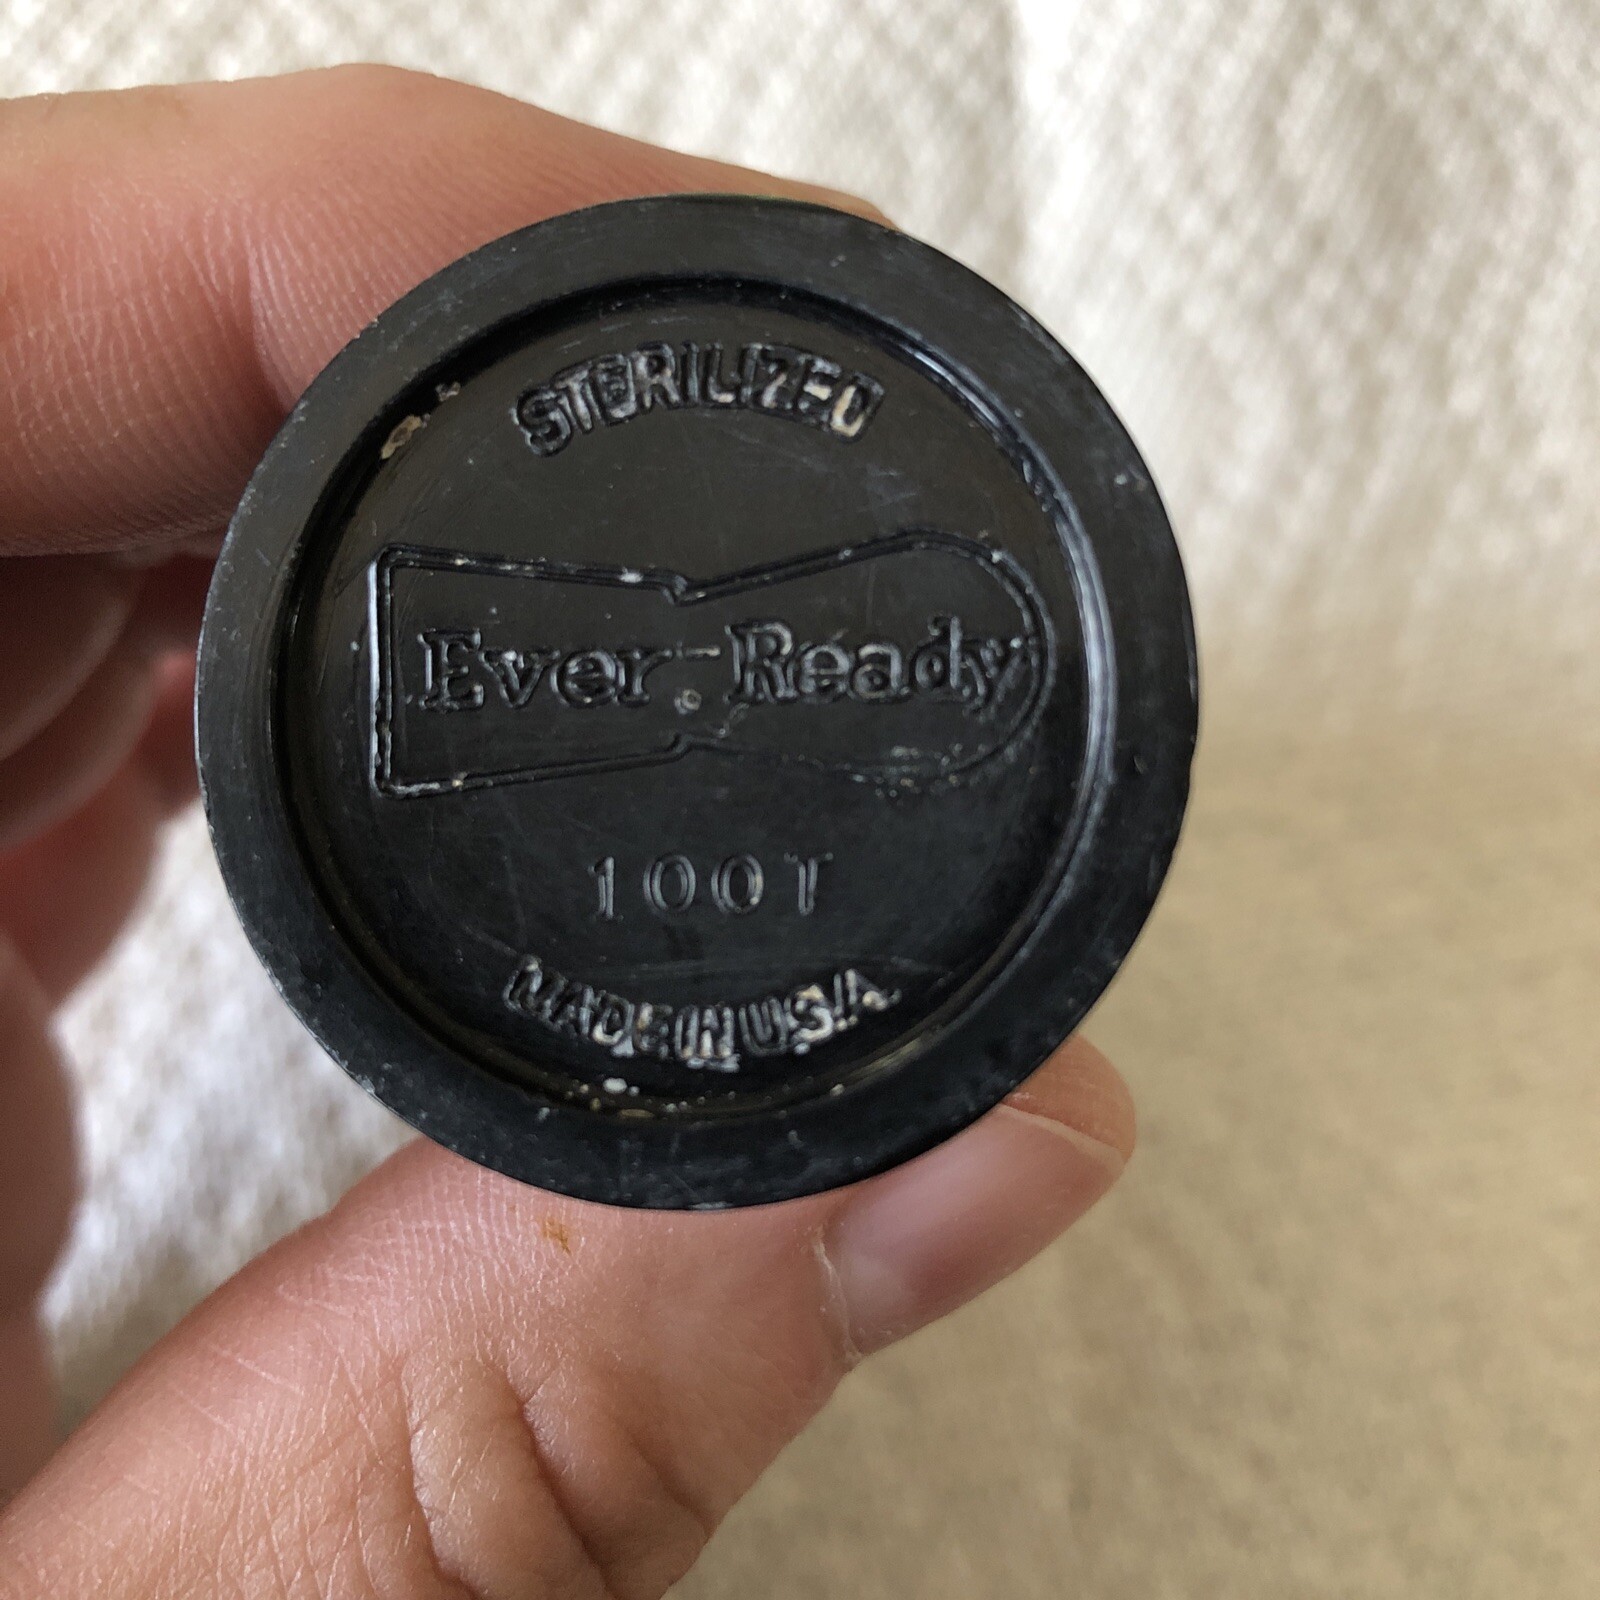 STERILIZED
Ever-Ready
100T
MADE IN U.S.A.